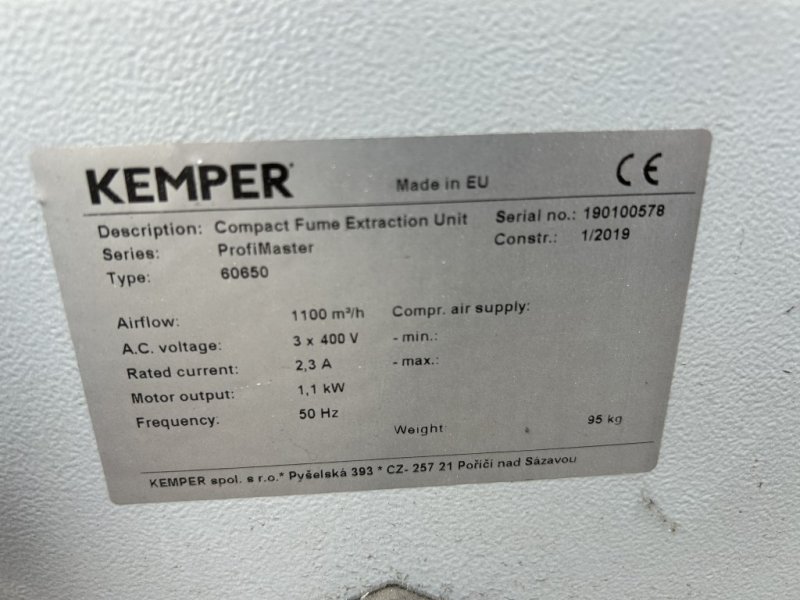 KEMPER
Made in EU
CE
Description: Compact Fume Extraction Unit
Serial no.: 190100578
Series: ProfiMaster
Constr.: 1/2019
Type: 60650
Airflow: 1100 m³/h
Compr. air supply:
A.C. voltage: 3 x 400 V
- min.:
Rated current: 2,3 A
- max.:
Motor output: 1,1 kW
Frequency: 50 Hz
Weight 95 kg
KEMPER spol. s r.o.* Pyšelská 393 * CZ- 257 21 Poříčí nad Sázavou